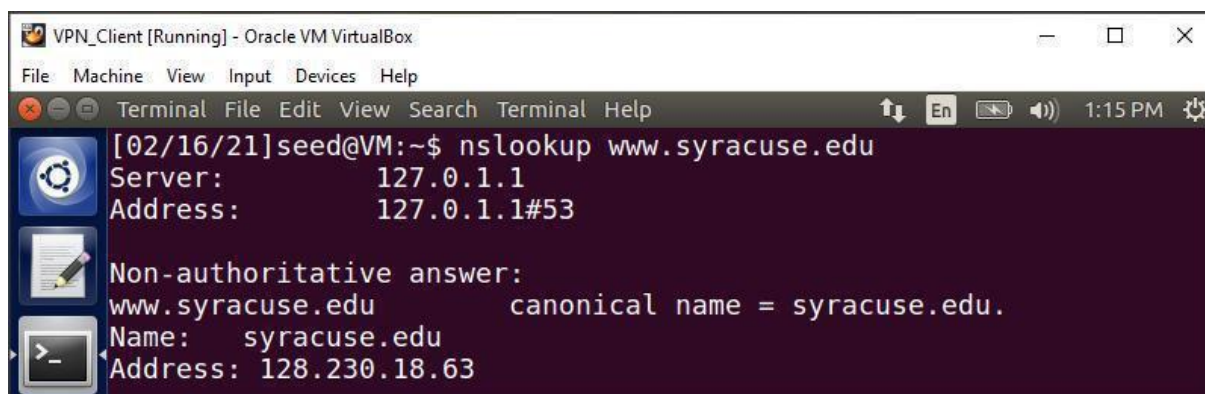 VPN_Client [Running] - Oracle VM VirtualBox
File Machine View Input Devices Help
Terminal File Edit View Search Terminal Help En 1:15 PM
[02/16/21]seed@VM:~$ nslookup www.syracuse.edu
Server: 127.0.1.1
Address: 127.0.1.1#53
Non-authoritative answer:
www.syracuse.edu canonical name = syracuse.edu.
Name: syracuse.edu
Address: 128.230.18.63